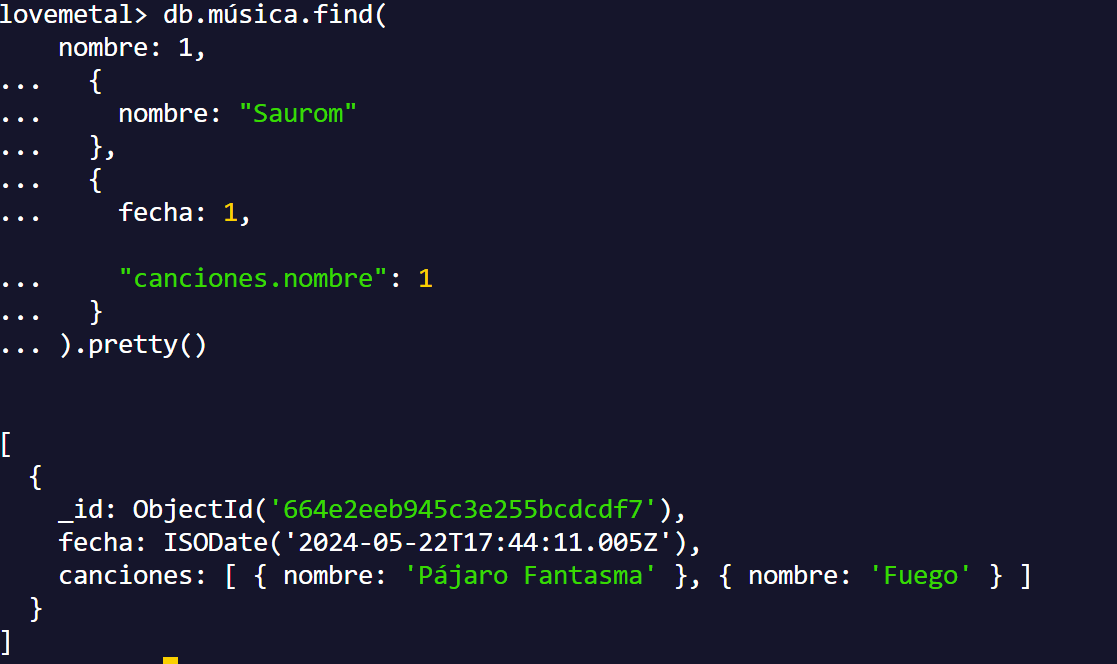 lovemetal> db.música.find(
nombre: 1,
... {
... nombre: "Saurom"
... },
... {
... fecha: 1,
... "canciones.nombre": 1
... }
... ).pretty()
[
{
_id: ObjectId('664e2eeb945c3e255bcdcdf7'),
fecha: ISODate('2024-05-22T17:44:11.005Z'),
canciones: [ { nombre: 'Pájaro Fantasma' }, { nombre: 'Fuego' } ]
}
]